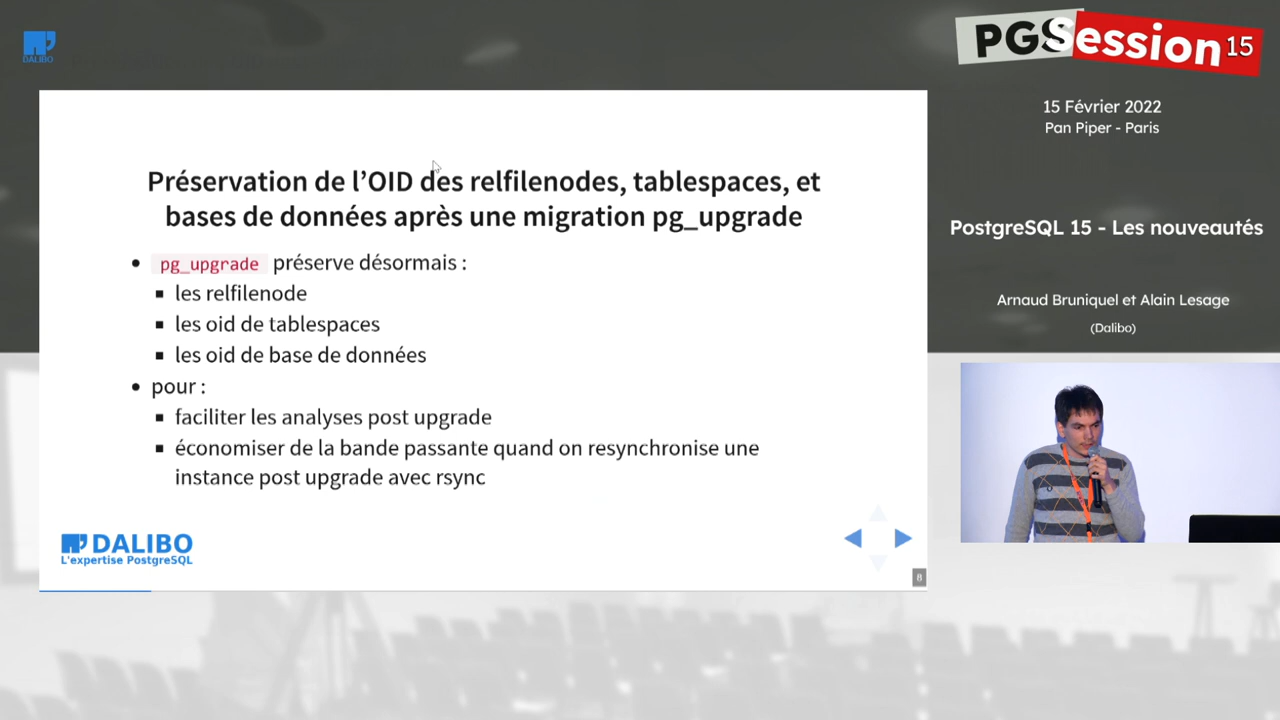 DALIBO
PGSession 15
15 Février 2022
Pan Piper - Paris
Préservation de l’OID des relfilenodes, tablespaces, et
bases de données après une migration pg_upgrade
• pg_upgrade préserve désormais :
▪ les relfilenode
▪ les oid de tablespaces
▪ les oid de base de données
• pour :
▪ faciliter les analyses post upgrade
▪ économiser de la bande passante quand on resynchronise une
instance post upgrade avec rsync
DALIBO
L'expertise PostgreSQL
8
PostgreSQL 15 - Les nouveautés
Arnaud Bruniquel et Alain Lesage
(Dalibo)